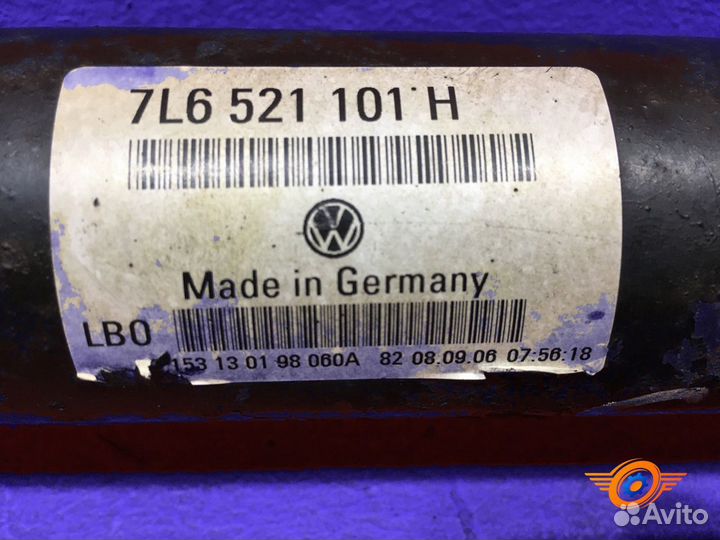 7L6 521 101 H
Made in Germany
LB0
153 13 01 98 060A 82 08.09.06 07:56:18
Avito